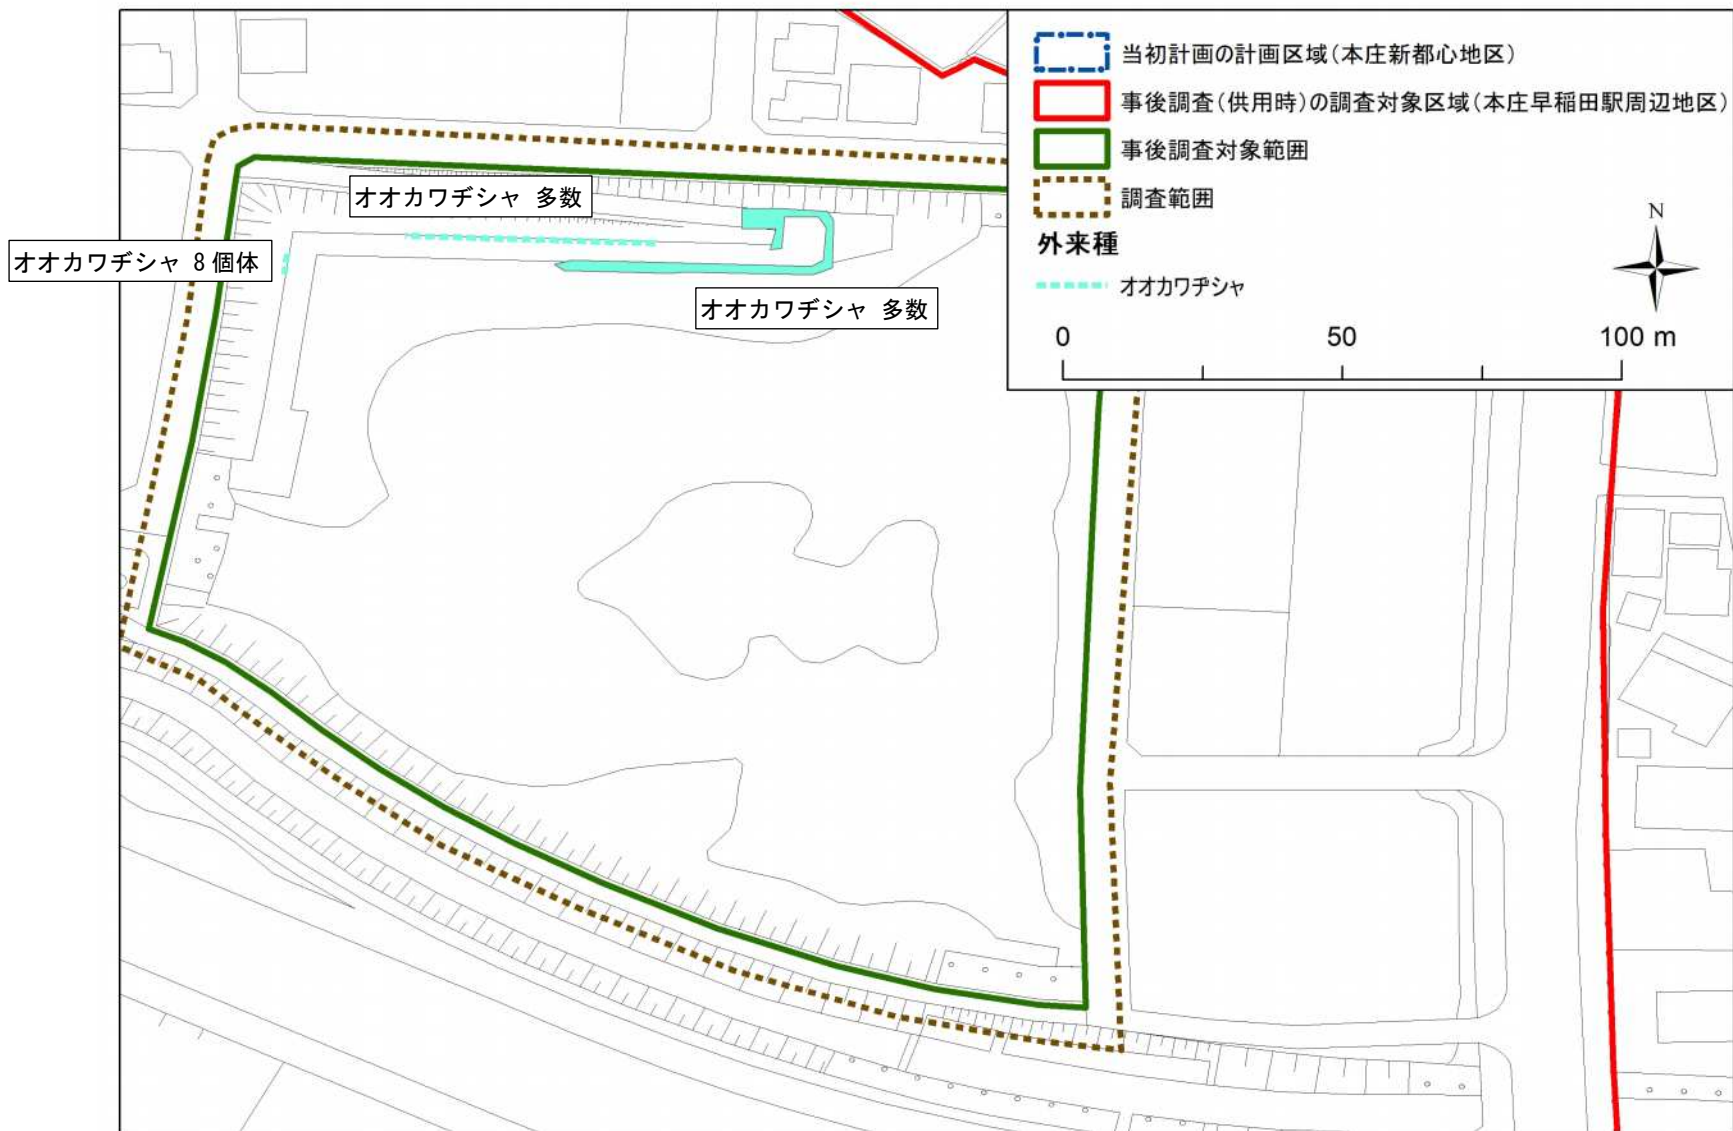 当初計画の計画区域(本庄新都心地区)
事後調査(供用時)の調査対象区域(本庄早稲田駅周辺地区)
事後調査対象範囲
調査範囲
外来種
オオカワヂシャ
N
0 50 100 m
オオカワヂシャ 多数
オオカワヂシャ 8個体
オオカワヂシャ 多数